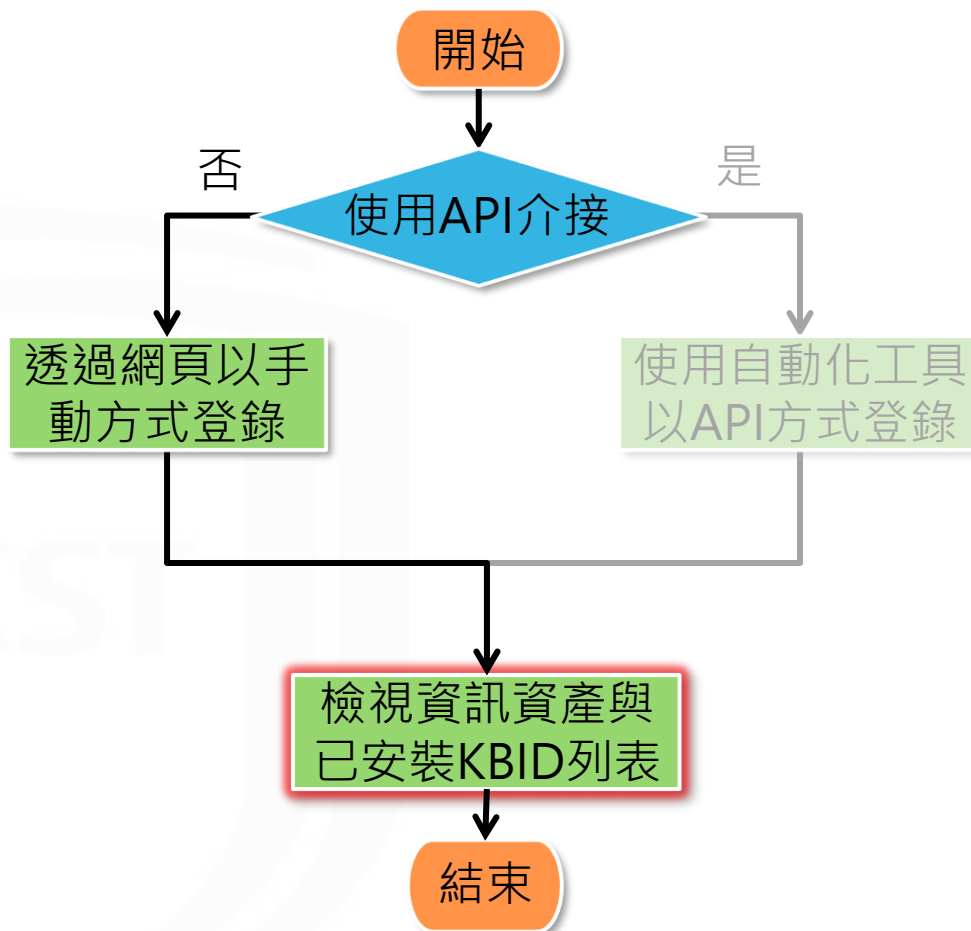 開始
否
是
使用API介接
透過網頁以手
動方式登錄
使用自動化工具
以API方式登錄
檢視資訊資產與
已安裝KBID列表
結束